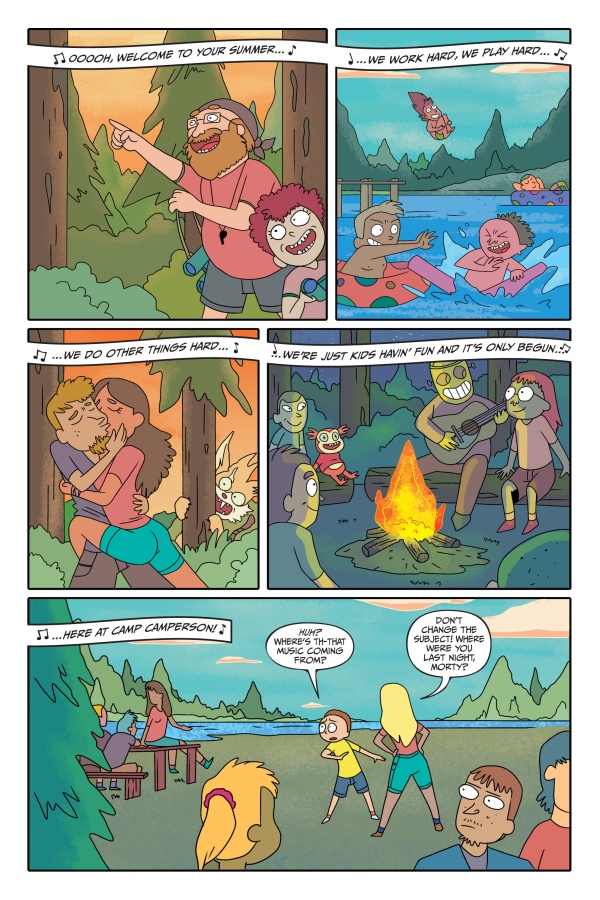 ♫ OOOOH, WELCOME TO YOUR SUMMER... ♪
♩ ...WE WORK HARD, WE PLAY HARD... ♫
♫ ...WE DO OTHER THINGS HARD... ♪
♩...WE'RE JUST KIDS HAVIN' FUN AND IT'S ONLY BEGUN...♫
♫ ...HERE AT CAMP CAMPERSON! ♪
HUH?
WHERE'S TH-THAT
MUSIC COMING
FROM?
DON'T
CHANGE THE
SUBJECT! WHERE
WERE YOU
LAST NIGHT,
MORTY?